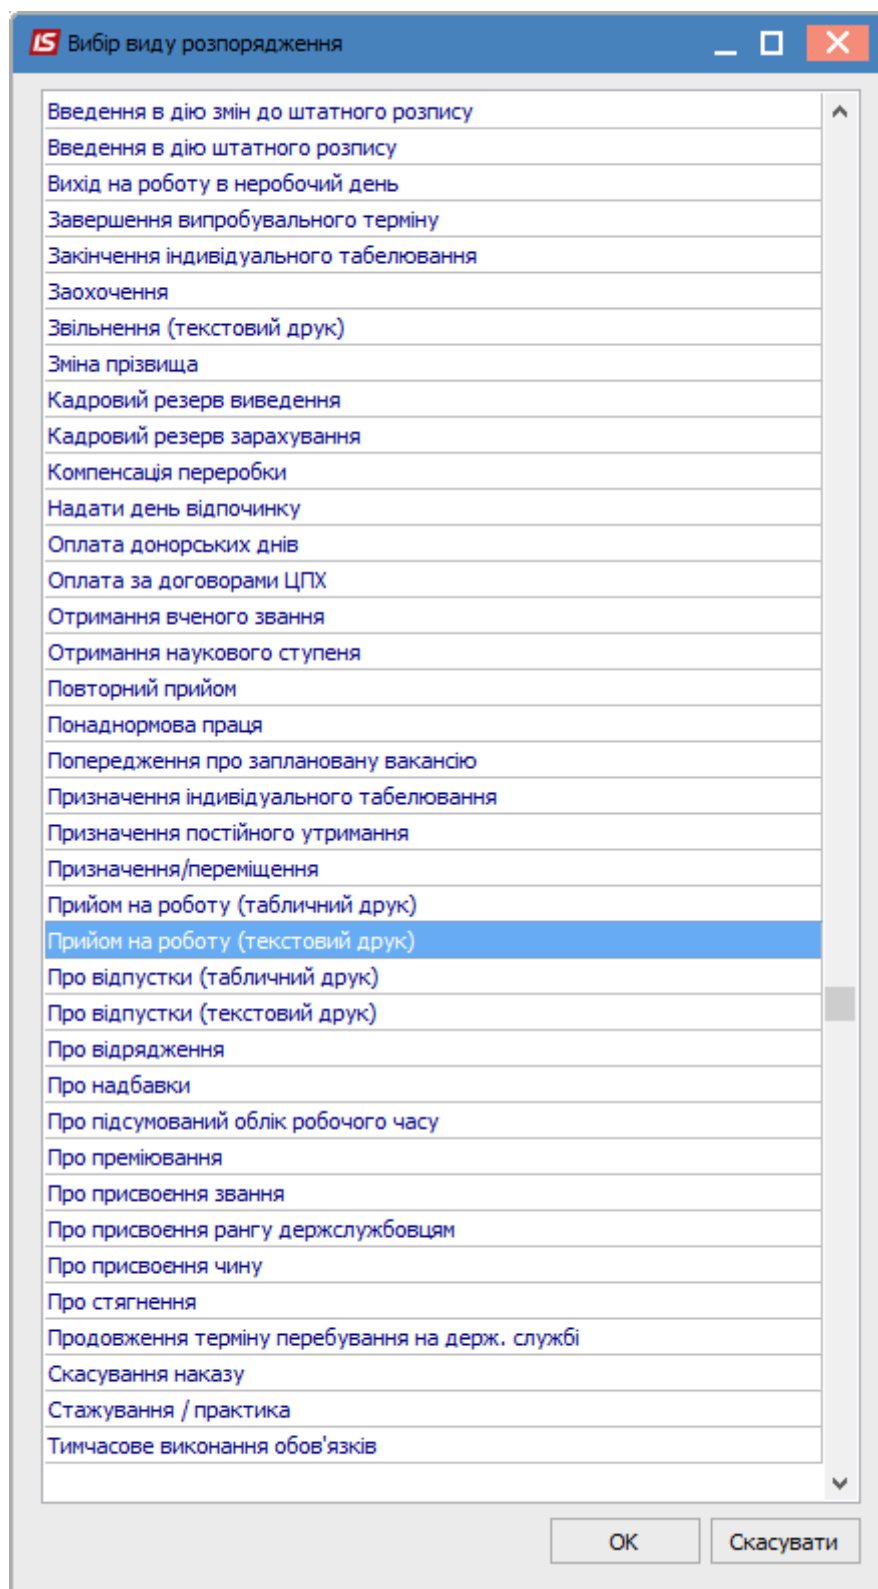 IS Вибір виду розпорядження
Введення в дію змін до штатного розпису
Введення в дію штатного розпису
Вихід на роботу в неробочий день
Завершення випробувального терміну
Закінчення індивідуального табелювання
Заохочення
Звільнення (текстовий друк)
Зміна прізвища
Кадровий резерв виведення
Кадровий резерв зарахування
Компенсація переробки
Надати день відпочинку
Оплата донорських днів
Оплата за договорами ЦПХ
Отримання вченого звання
Отримання наукового ступеня
Повторний прийом
Понаднормова праця
Попередження про заплановану вакансію
Призначення індивідуального табелювання
Призначення постійного утримання
Призначення/переміщення
Прийом на роботу (табличний друк)
Прийом на роботу (текстовий друк)
Про відпустки (табличний друк)
Про відпустки (текстовий друк)
Про відрядження
Про надбавки
Про підсумований облік робочого часу
Про преміювання
Про присвоєння звання
Про присвоєння рангу держслужбовцям
Про присвоєння чину
Про стягнення
Продовження терміну перебування на держ. службі
Скасування наказу
Стажування / практика
Тимчасове виконання обов'язків
OK Скасувати